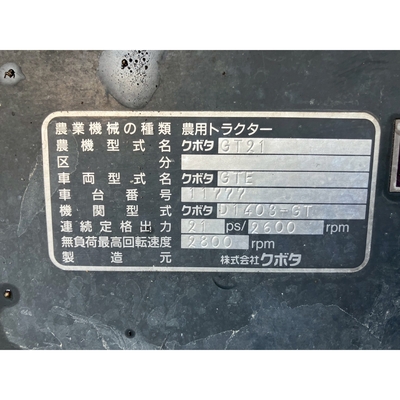 農業機械の種類 農用トラクター
農機型式名 クボタ GT21
区分
車両型式名 クボタ GTE
車台番号 11777
機関型式 クボタ D1403-GT
連続定格出力 21 ps/ 2600 rpm
無負荷最高回転速度 2800 rpm
製造元 株式会社クボタ